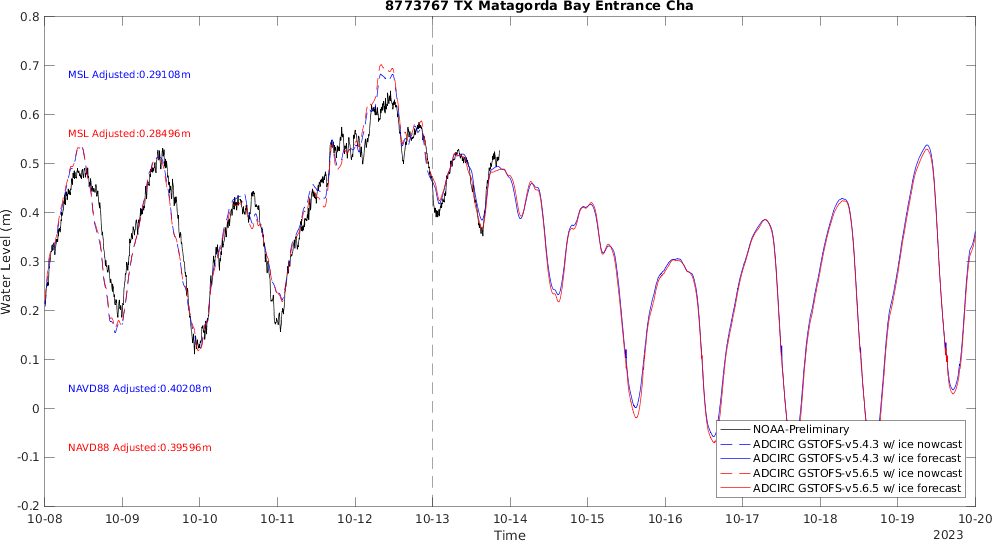 8773767 TX Matagorda Bay Entrance Cha
0.8
0.7
0.6
0.5
0.4
0.3
0.2
0.1
0
-0.1
-0.2
Water Level (m)
MSL Adjusted:0.29108m
MSL Adjusted:0.28496m
NAVD88 Adjusted:0.40208m
NAVD88 Adjusted:0.39596m
NOAA-Preliminary
ADCIRC GSTOFS-v5.4.3 w/ ice nowcast
ADCIRC GSTOFS-v5.4.3 w/ ice forecast
ADCIRC GSTOFS-v5.6.5 w/ ice nowcast
ADCIRC GSTOFS-v5.6.5 w/ ice forecast
10-08 10-09 10-10 10-11 10-12 10-13 10-14 10-15 10-16 10-17 10-18 10-19 10-20
Time
2023